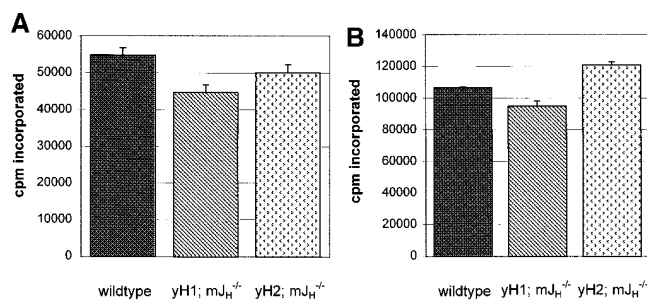 A
cpm incorporated
60000
50000
40000
30000
20000
10000
0
wildtype yH1; mJH-/- yH2; mJH-/-
B
cpm incorporated
140000
120000
100000
80000
60000
40000
20000
0
wildtype yH1; mJH-/- yH2; mJH-/-